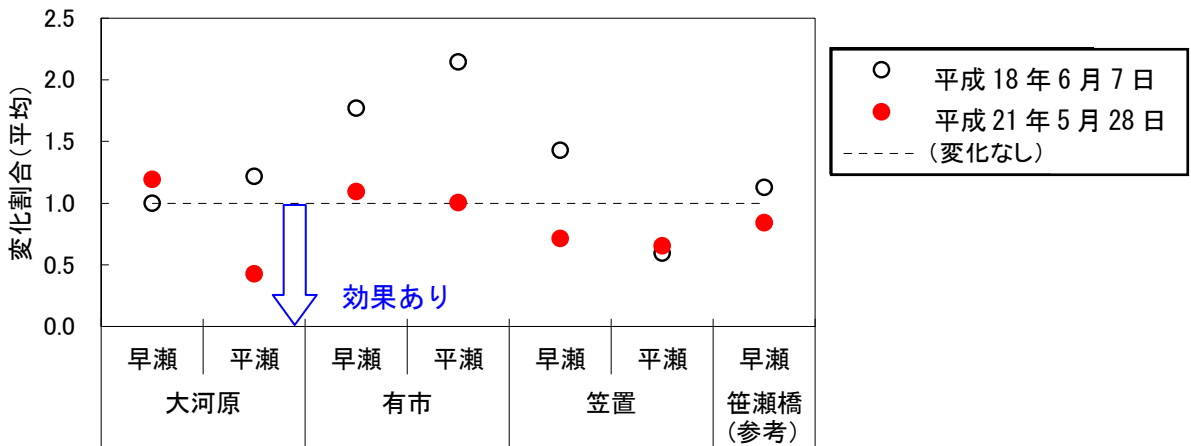 2.5
2.0
1.5
1.0
0.5
0.0
変化割合(平均)
効果あり
早瀬 平瀬 早瀬 平瀬 早瀬 平瀬 早瀬
大河原 有市 笠置 笹瀬橋
(参考)
平成 18 年 6 月 7 日
平成 21 年 5 月 28 日
(変化なし)